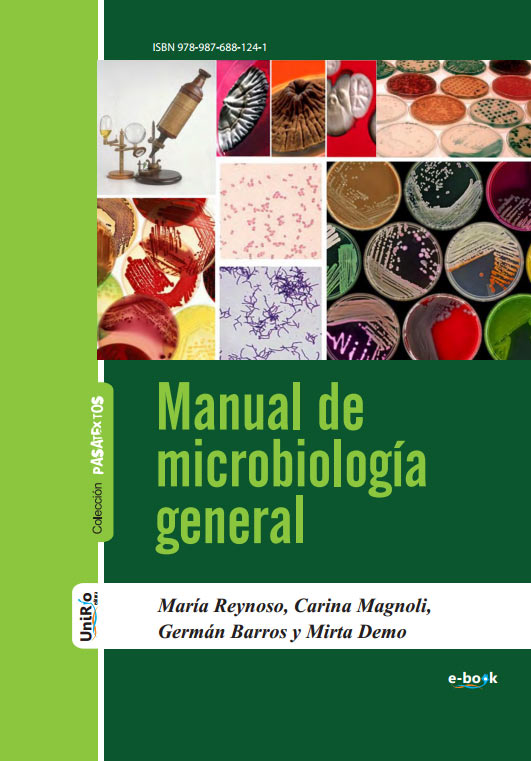 ISBN 978-987-688-124-1
Manual de
microbiología
general
Colección PASATEXTOS
UniRío
María Reynoso, Carina Magnoli,
Germán Barros y Mirta Demo
e-book